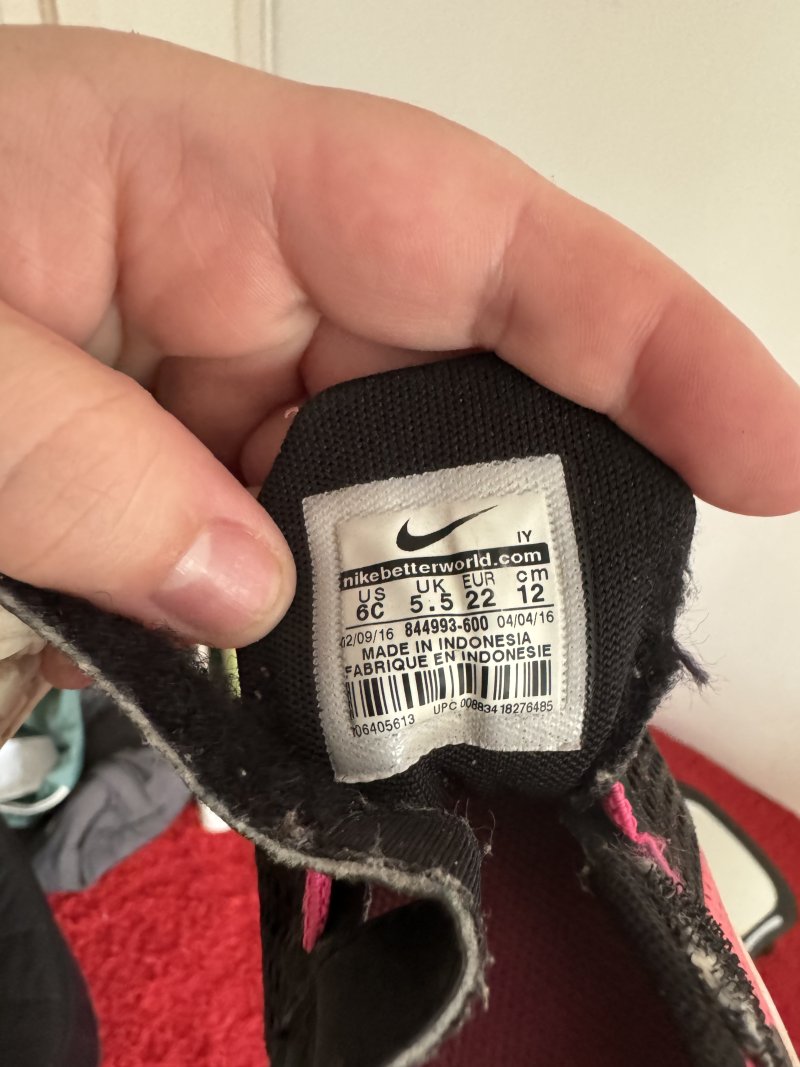 IY
nikebetterworld.com
US UK EUR cm
6C 5.5 22 12
02/09/16 844993-600 04/04/16
MADE IN INDONESIA
FABRIQUE EN INDONESIE
UPC 00883418276485
106405613